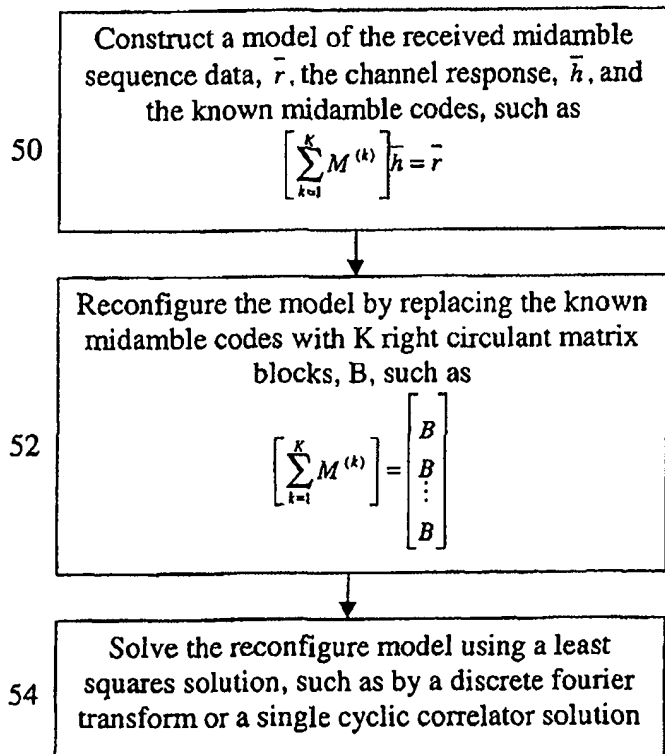 Construct a model of the received midamble
sequence data, r̄, the channel response, h̄, and
the known midamble codes, such as
50
[∑_{k=1}^{K} M^{(k)}] h̄ = r̄
Reconfigure the model by replacing the known
midamble codes with K right circulant matrix
blocks, B, such as
52
[∑_{k=1}^{K} M^{(k)}] = [B B ⋮ B]
Solve the reconfigure model using a least
squares solution, such as by a discrete fourier
54
transform or a single cyclic correlator solution